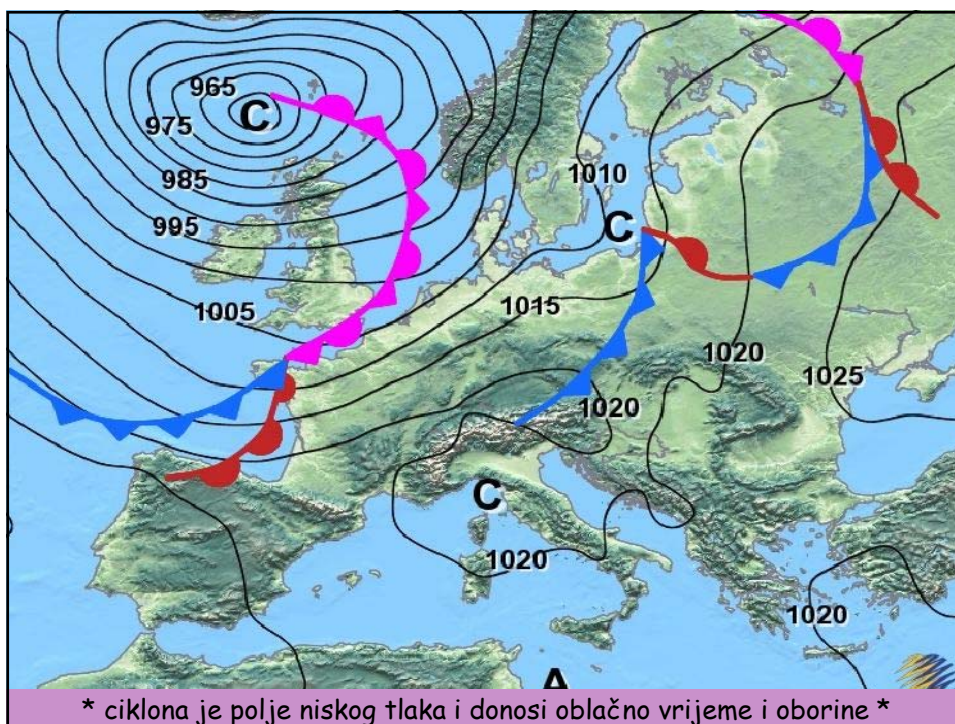 965
C
975
985
1010
995
C
1005
1015
1020
1025
1020
C
1020
1020
A
* ciklona je polje niskog tlaka i donosi oblačno vrijeme i oborine *